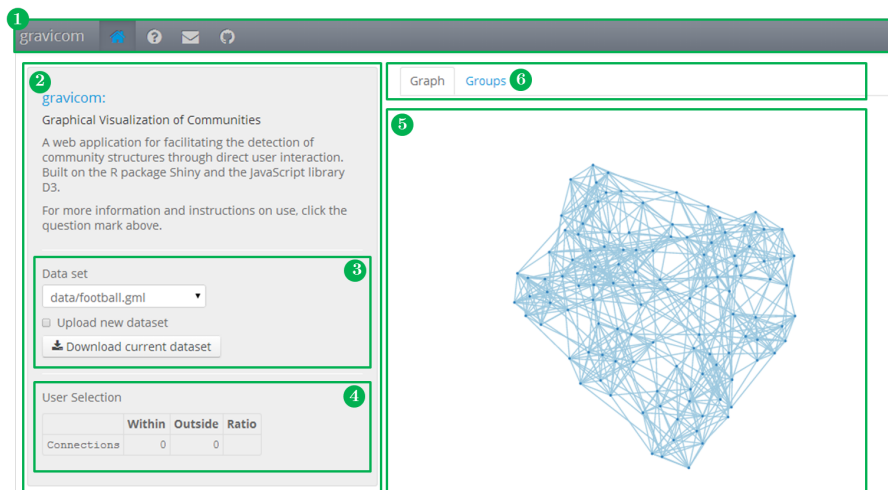 1
gravicom
2
gravicom:
Graphical Visualization of Communities
A web application for facilitating the detection of
community structures through direct user interaction.
Built on the R package Shiny and the JavaScript library
D3.
For more information and instructions on use, click the
question mark above.
3
Data set
data/football.gml
Upload new dataset
Download current dataset
4
User Selection
Within Outside Ratio
Connections 0 0
Graph Groups 6
5